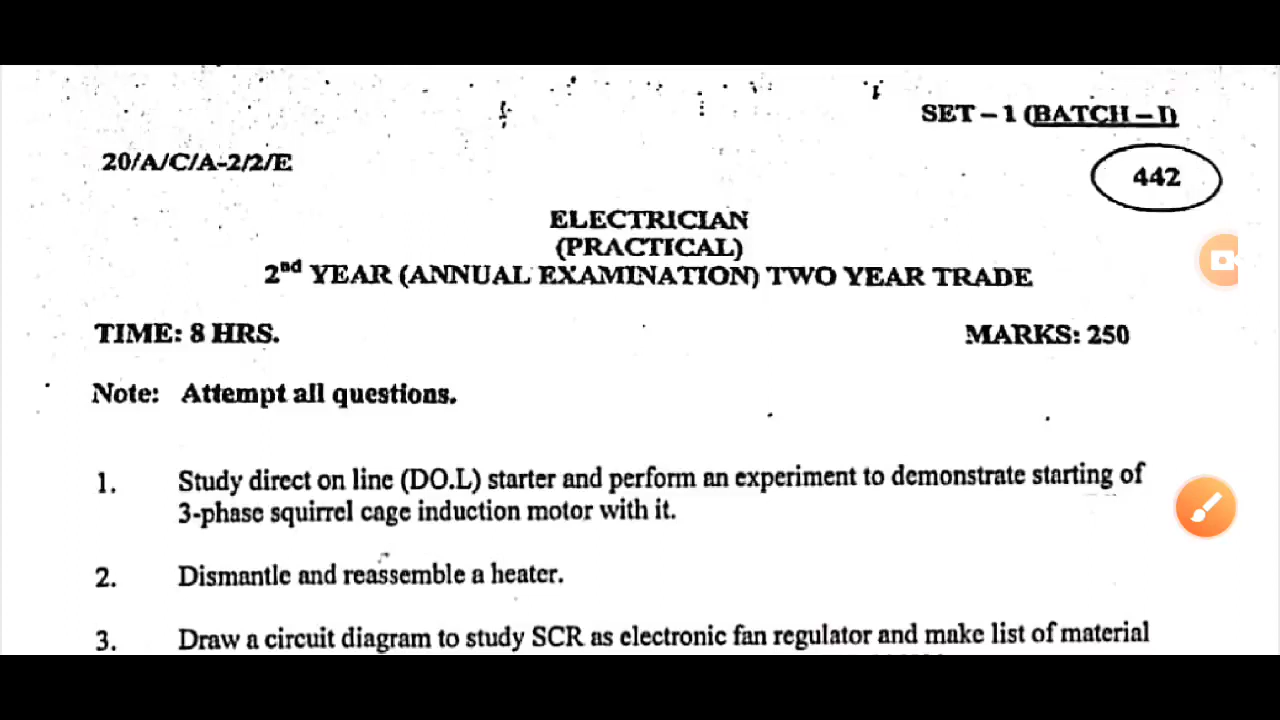 SET – 1 (BATCH – I)
20/A/C/A-2/2/E
442
ELECTRICIAN
(PRACTICAL)
2nd YEAR (ANNUAL EXAMINATION) TWO YEAR TRADE
TIME: 8 HRS.
MARKS: 250
Note: Attempt all questions.
1. Study direct on line (DO.L) starter and perform an experiment to demonstrate starting of
3-phase squirrel cage induction motor with it.
2. Dismantle and reassemble a heater.
3. Draw a circuit diagram to study SCR as electronic fan regulator and make list of material